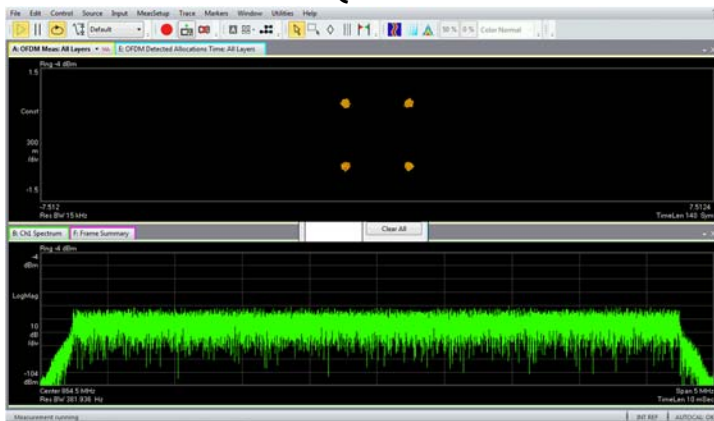 File Edit Control Source Input MeasSetup Trace Markers Window Utilities Help
Default 50 % 0 % Color Normal
A: OFDM Meas: All Layers E: OFDM Detected Allocations Time: All Layers
Rng -4 dBm
1.5
Const
300
m
/div
-1.5
-7.512 7.5124
Res BW 15 kHz TimeLen 140 Sym
Clear All
B: Ch1 Spectrum F: Frame Summary
Rng -4 dBm
-4
dBm
LogMag
10
dB
/div
-104
dBm
Center 864.5 MHz Span 5 MHz
Res BW 381.936 Hz TimeLen 10 mSec
Measurement running INT REF AUTOCAL: OK